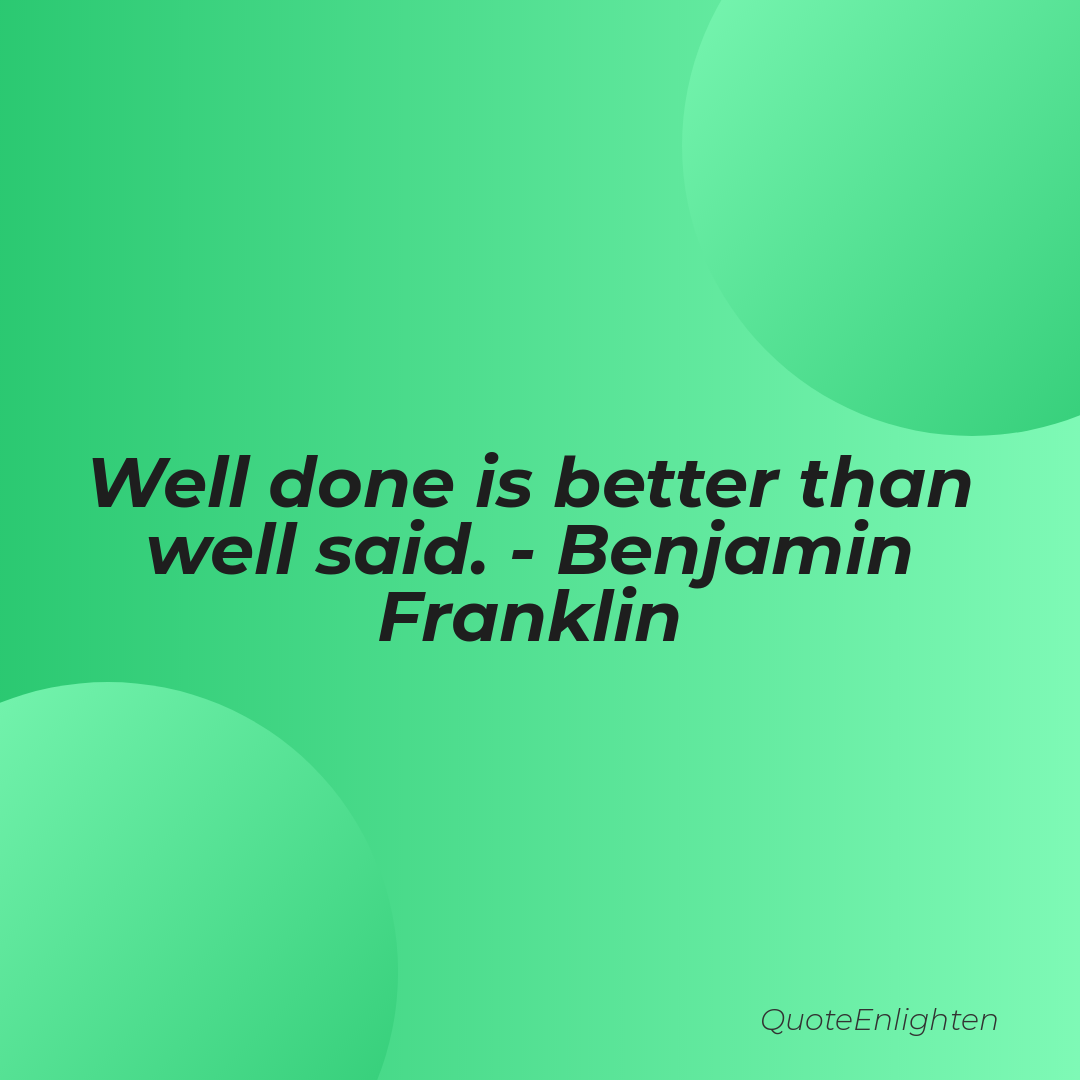 Well done is better than
well said. - Benjamin
Franklin
QuoteEnlighten